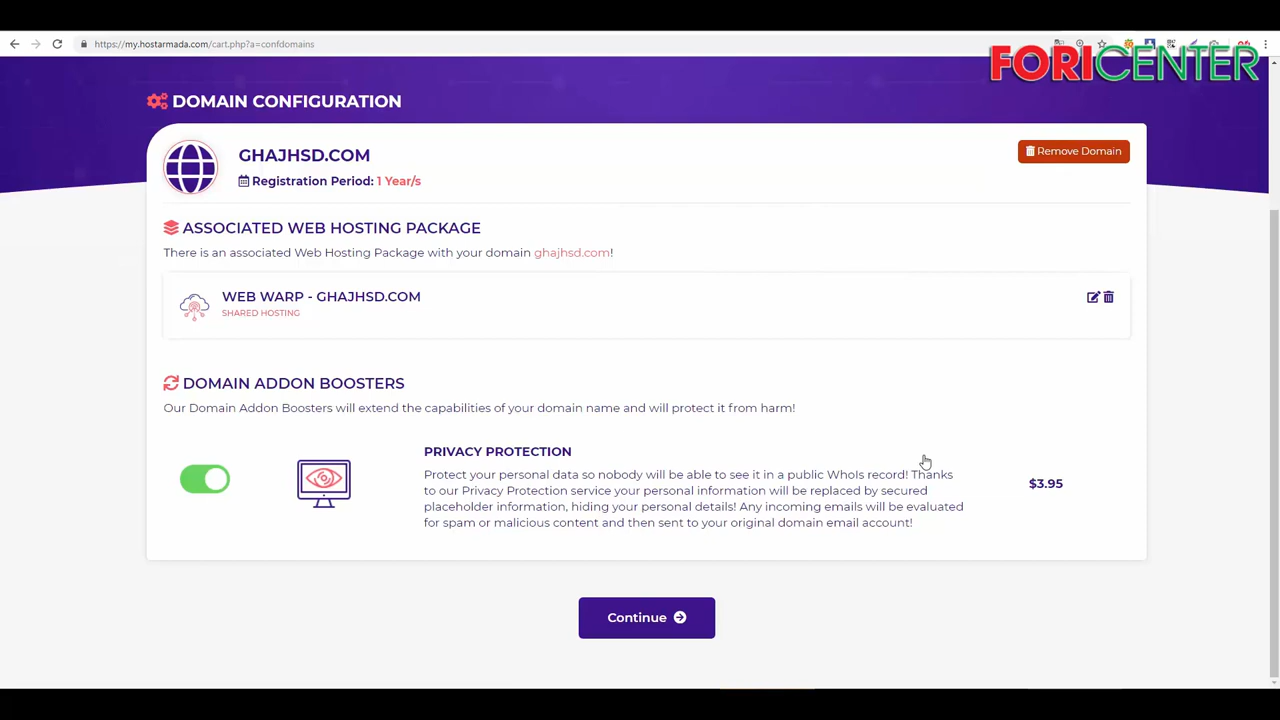 https://my.hostarmada.com/cart.php?a=confdomains
FORICENTER
DOMAIN CONFIGURATION
GHAJHSD.COM
Remove Domain
Registration Period: 1 Year/s
ASSOCIATED WEB HOSTING PACKAGE
There is an associated Web Hosting Package with your domain ghajhsd.com!
WEB WARP - GHAJHSD.COM
SHARED HOSTING
DOMAIN ADDON BOOSTERS
Our Domain Addon Boosters will extend the capabilities of your domain name and will protect it from harm!
PRIVACY PROTECTION
Protect your personal data so nobody will be able to see it in a public WhoIs record! Thanks
to our Privacy Protection service your personal information will be replaced by secured
placeholder information, hiding your personal details! Any incoming emails will be evaluated
for spam or malicious content and then sent to your original domain email account!
$3.95
Continue